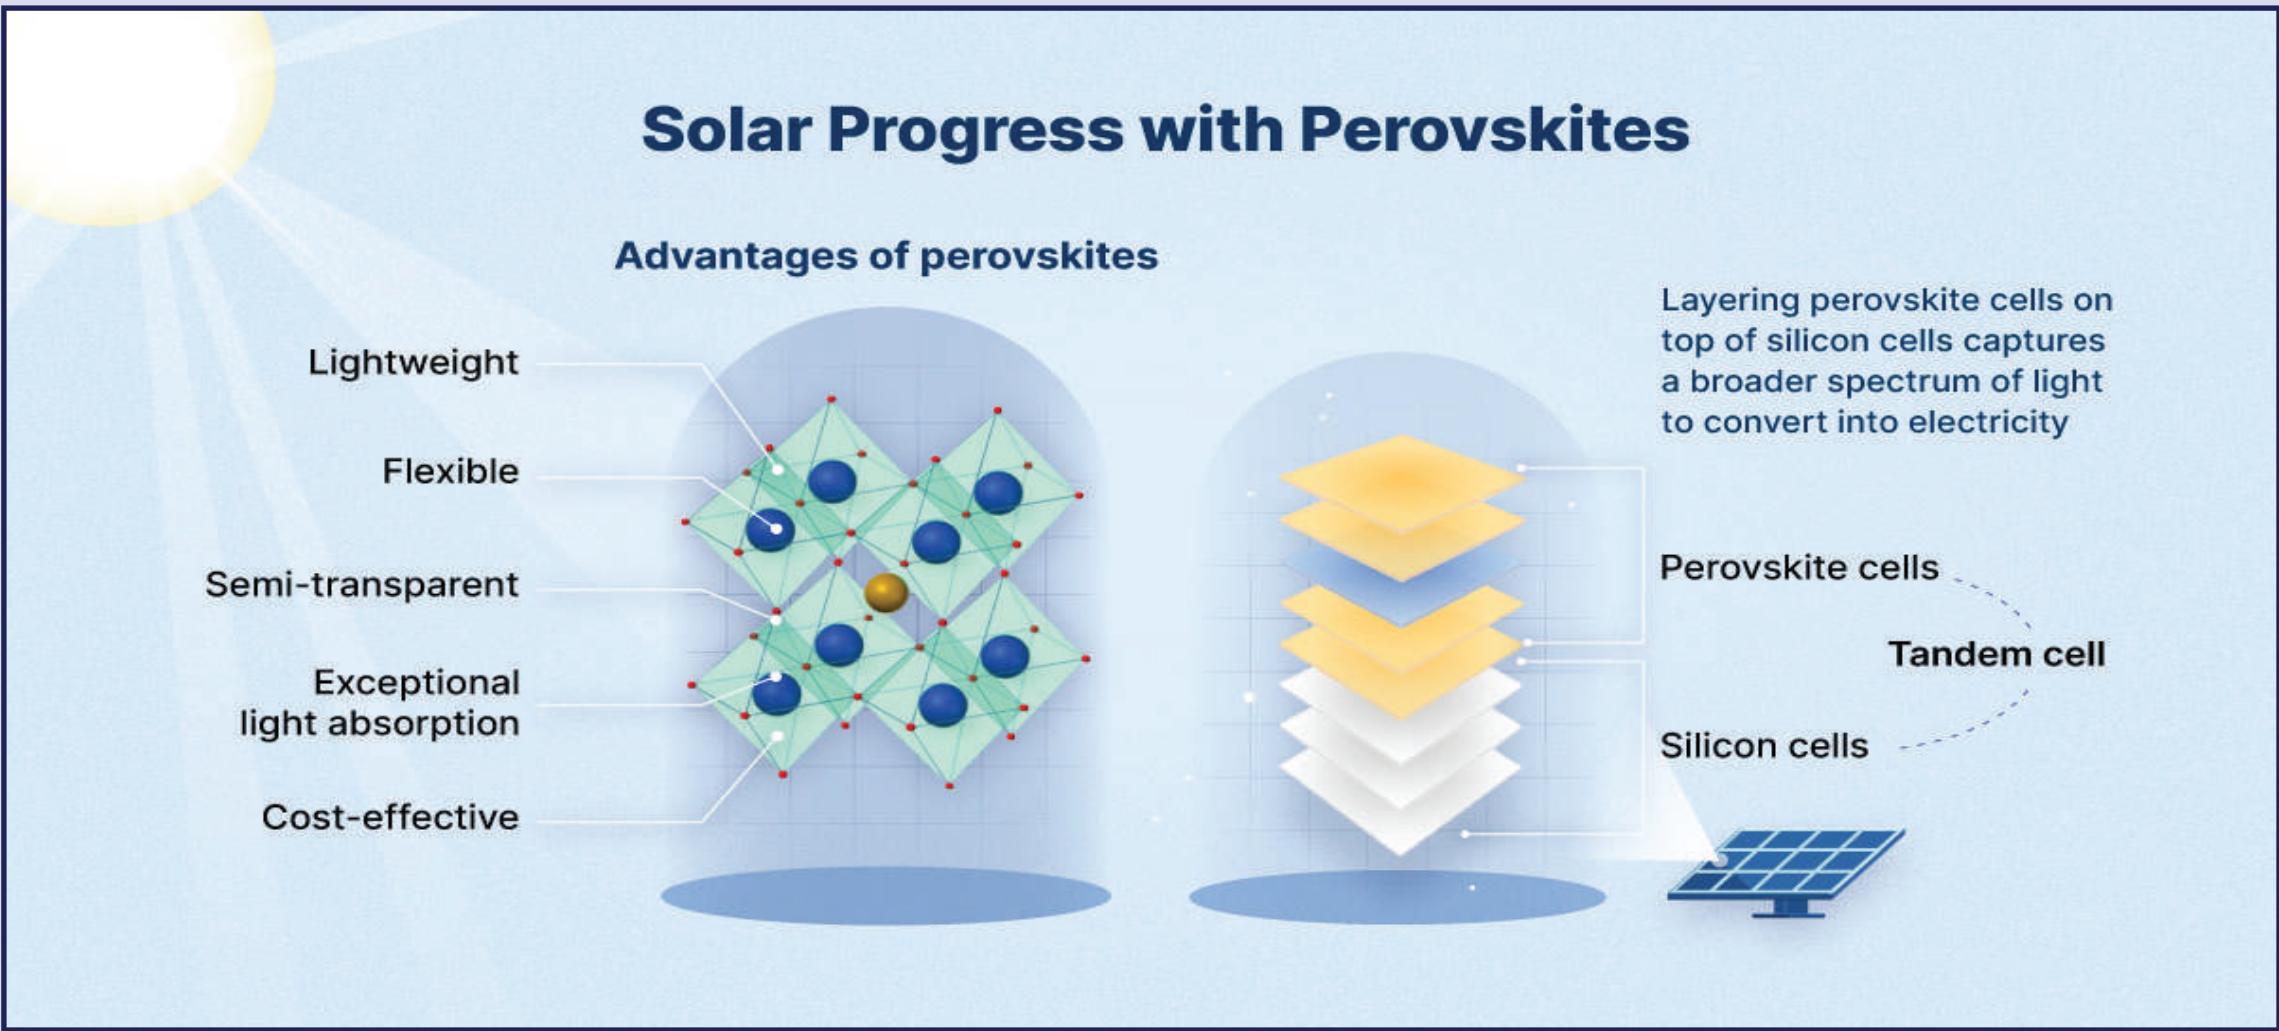 Solar Progress with Perovskites
Advantages of perovskites
Lightweight
Flexible
Semi-transparent
Exceptional
light absorption
Cost-effective
Layering perovskite cells on
top of silicon cells captures
a broader spectrum of light
to convert into electricity
Perovskite cells
Tandem cell
Silicon cells